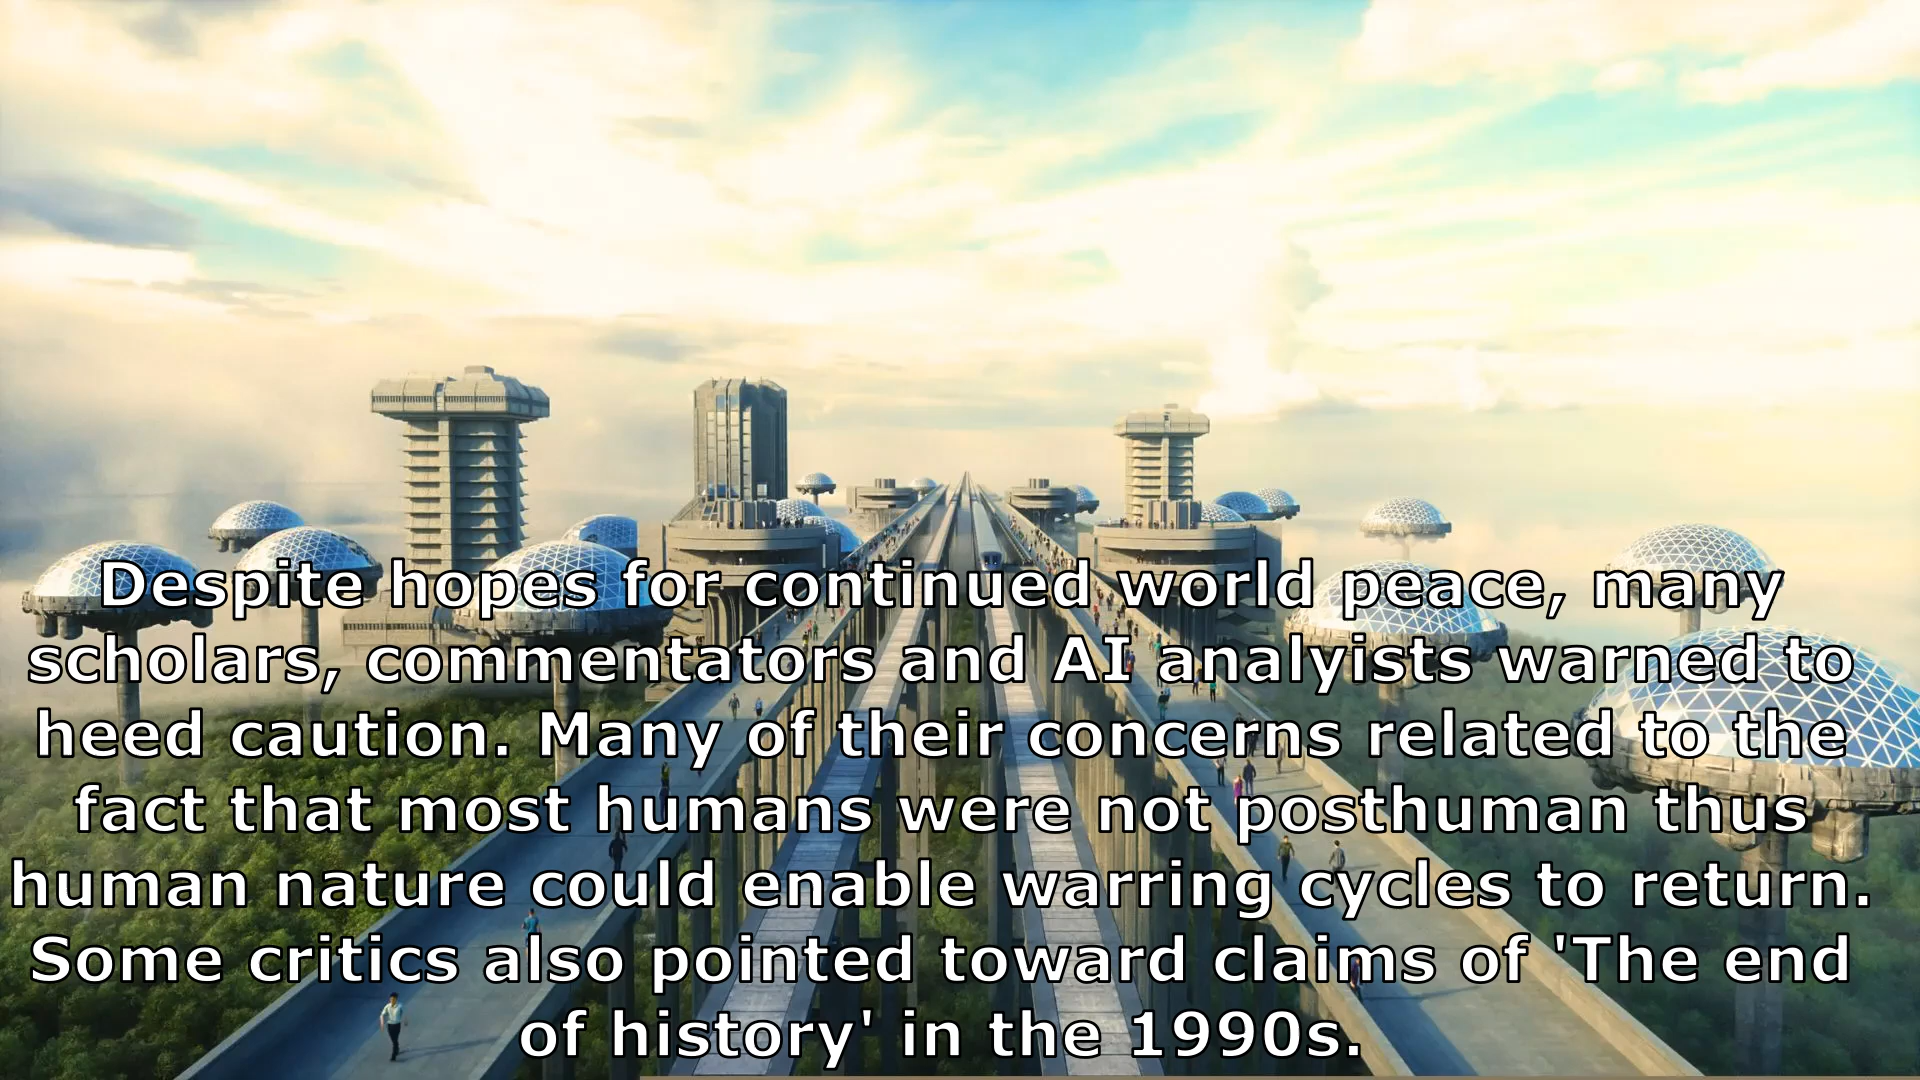 Despite hopes for continued world peace, many
scholars, commentators and AI analyists warned to
heed caution. Many of their concerns related to the
fact that most humans were not posthuman thus
human nature could enable warring cycles to return.
Some critics also pointed toward claims of 'The end
of history' in the 1990s.